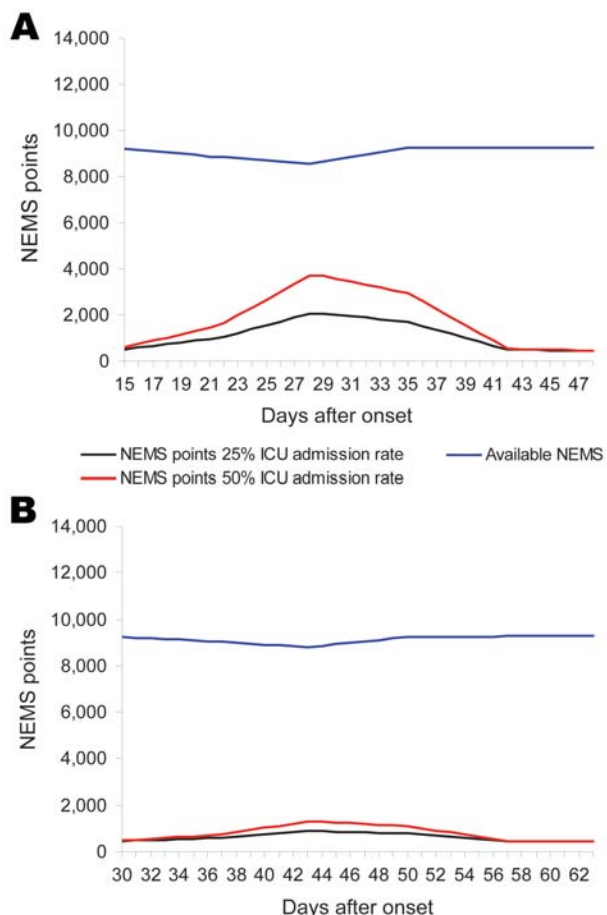 A
14,000
12,000
10,000
8,000
6,000
4,000
2,000
0
NEMS points
15 17 19 21 23 25 27 29 31 33 35 37 39 41 43 45 47
Days after onset
NEMS points 25% ICU admission rate Available NEMS
NEMS points 50% ICU admission rate
B
14,000
12,000
10,000
8,000
6,000
4,000
2,000
0
NEMS points
30 32 34 36 38 40 42 44 46 48 50 52 54 56 58 60 62
Days after onset